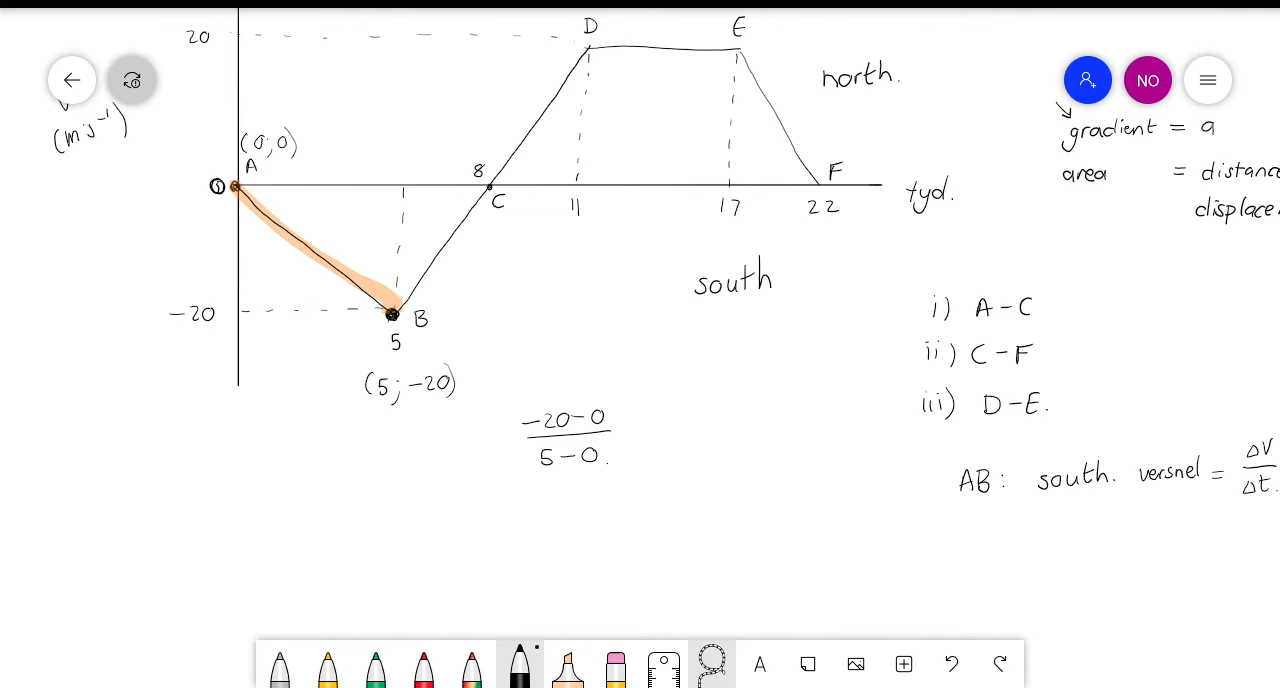 D E
20
north.
NO
(m·s⁻¹)
(0;0)
gradient = a
A
8
F
area = distance
0
C
tyd.
11
17
22
displace.
south
-20
B
i) A-C
5
ii) C-F
(5;-20)
iii) D-E.
-20-0
5-0.
AB: south. versnel = ΔV
Δt.
A